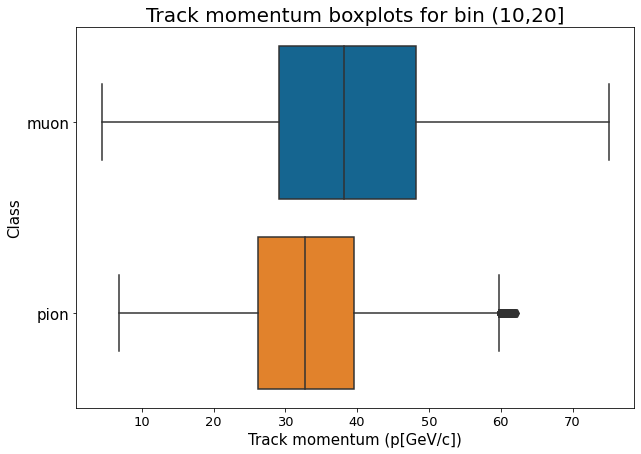 Track momentum boxplots for bin (10,20]
muon
Class
pion
10 20 30 40 50 60 70
Track momentum (p[GeV/c])